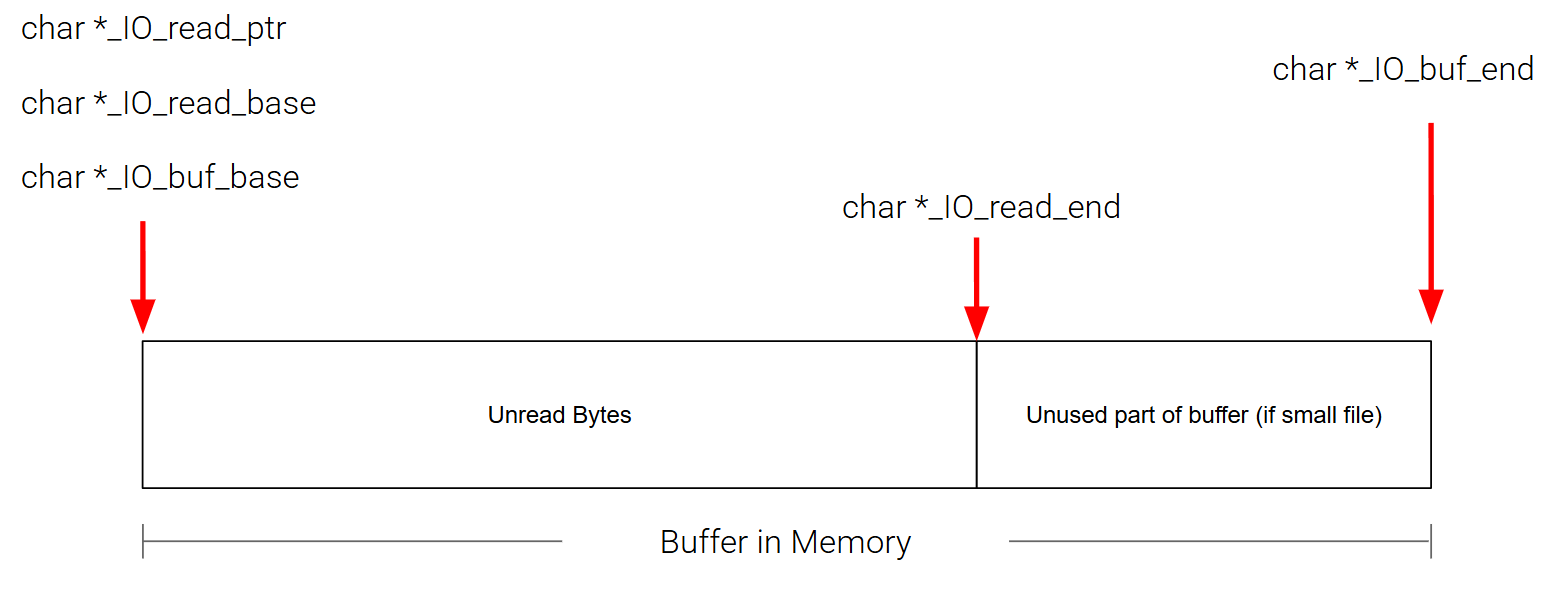 char *_IO_read_ptr
char *_IO_read_base
char *_IO_buf_base
char *_IO_read_end
char *_IO_buf_end
Unread Bytes
Unused part of buffer (if small file)
Buffer in Memory